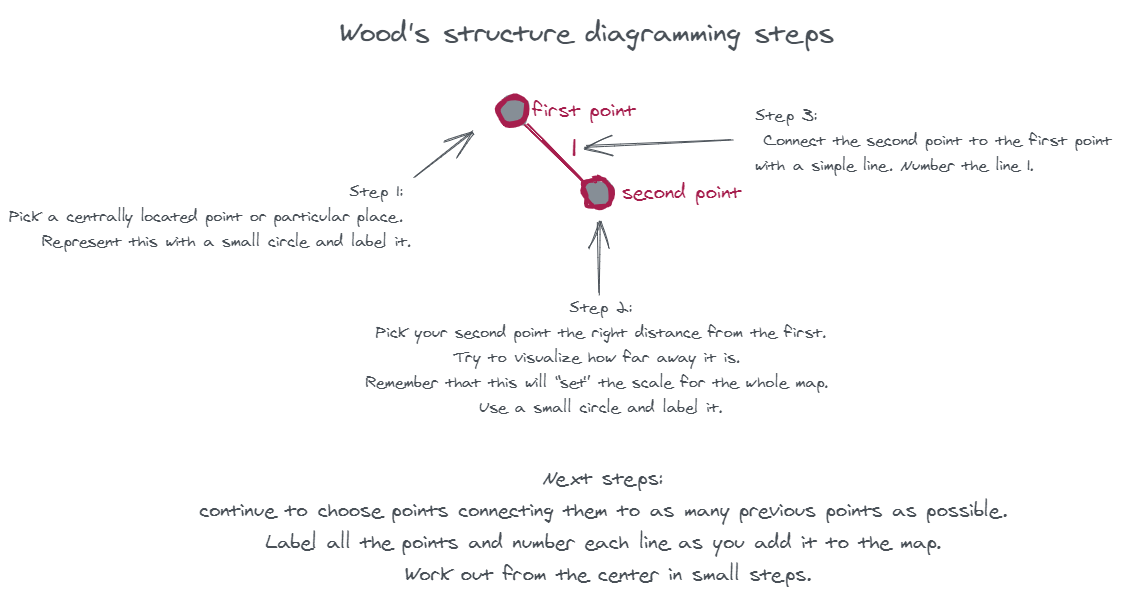 Wood's structure diagramming steps
first point
1
second point
Step 1:
Pick a centrally located point or particular place.
Represent this with a small circle and label it.
Step 3:
Connect the second point to the first point
with a simple line. Number the line 1.
Step 2:
Pick your second point the right distance from the first.
Try to visualize how far away it is.
Remember that this will "set" the scale for the whole map.
Use a small circle and label it.
Next steps:
continue to choose points connecting them to as many previous points as possible.
Label all the points and number each line as you add it to the map.
Work out from the center in small steps.